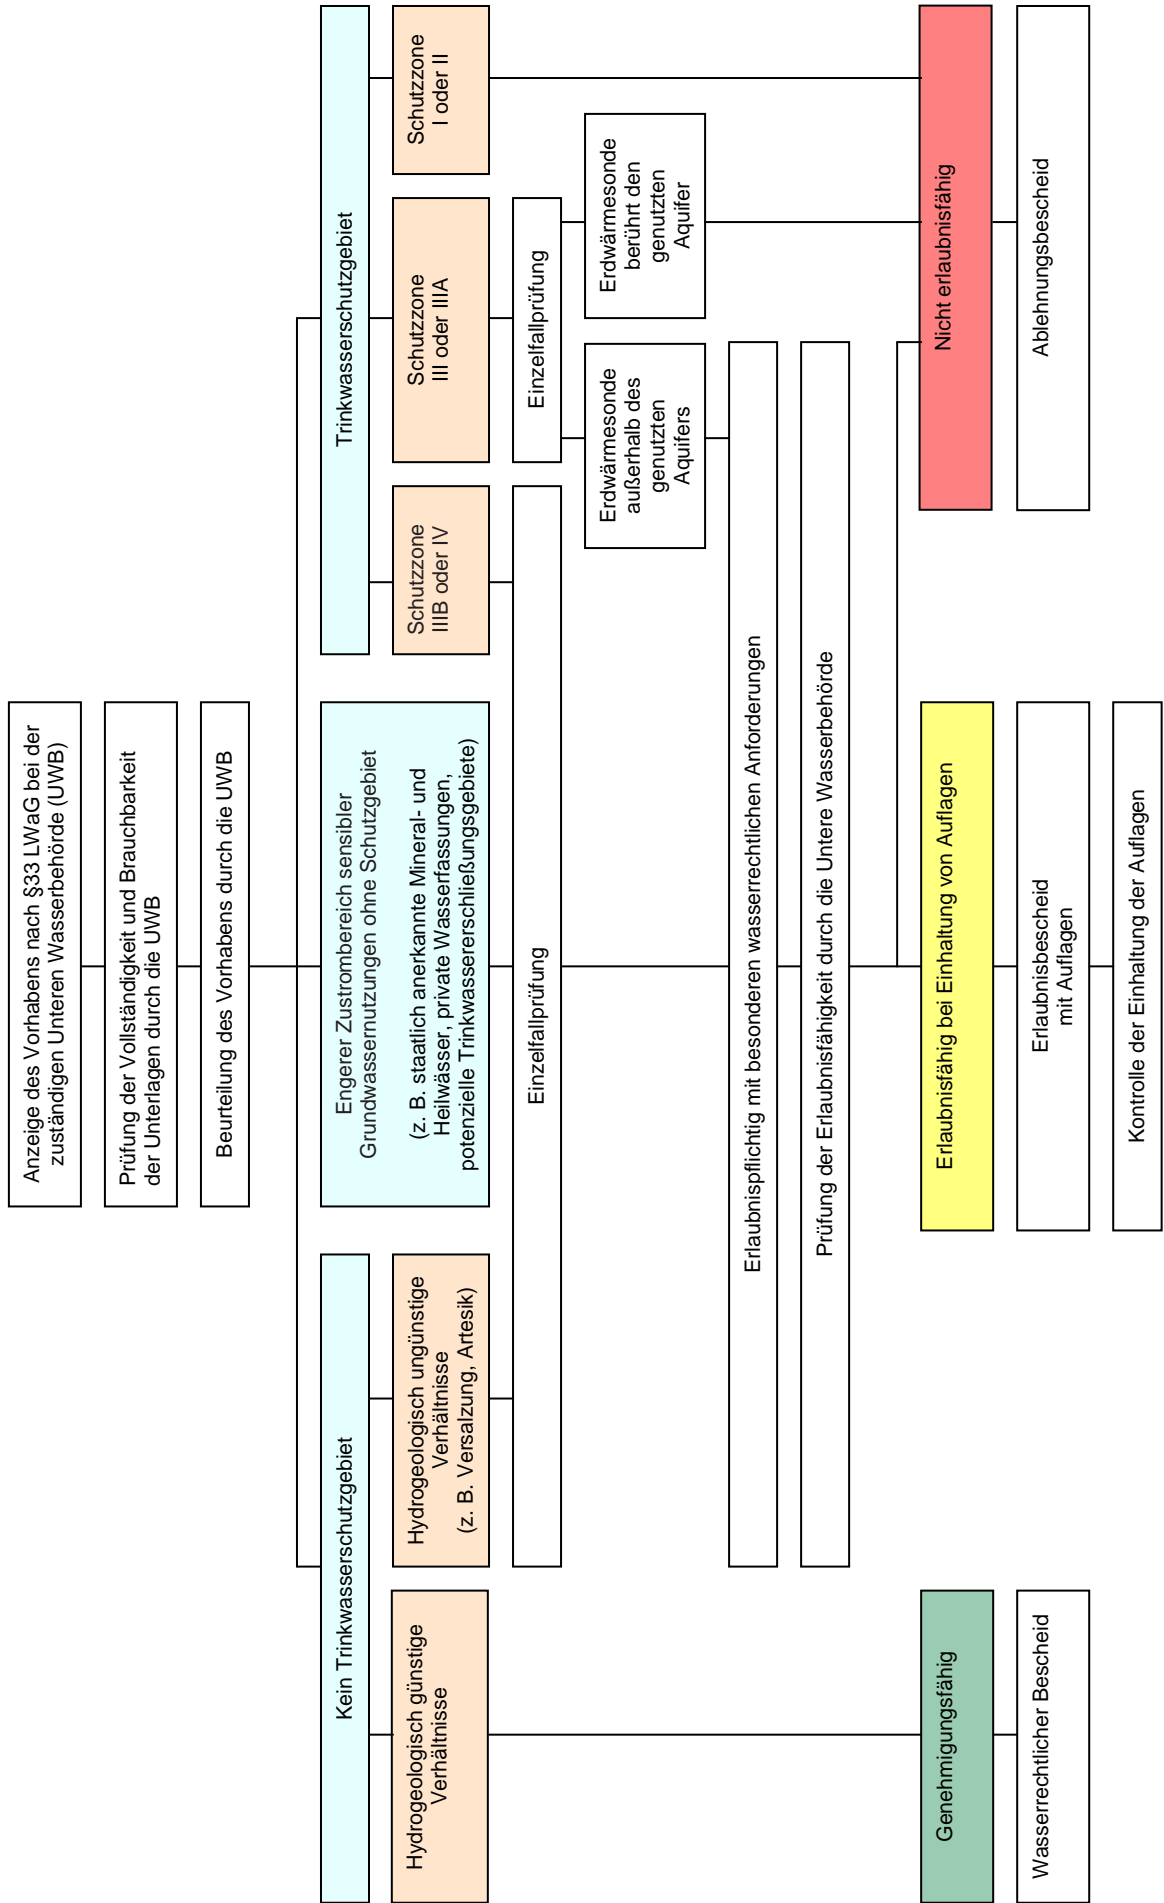 Anzeige des Vorhabens nach §33 LWaG bei der
zuständigen Unteren Wasserbehörde (UWB)
Prüfung der Vollständigkeit und Brauchbarkeit
der Unterlagen durch die UWB
Beurteilung des Vorhabens durch die UWB
Kein Trinkwasserschutzgebiet
Engerer Zustrombereich sensibler
Grundwassernutzungen ohne Schutzgebiet
(z. B. staatlich anerkannte Mineral- und
Heilwässer, private Wasserfassungen,
potenzielle Trinkwassererschließungsgebiete)
Trinkwasserschutzgebiet
Hydrogeologisch günstige
Verhältnisse
Hydrogeologisch ungünstige
Verhältnisse
(z. B. Versalzung, Artesik)
Schutzzone
IIIB oder IV
Schutzzone
III oder IIIA
Schutzzone
I oder II
Einzelfallprüfung
Einzelfallprüfung
Erdwärmesonde
außerhalb des
genutzten
Aquifers
Erdwärmesonde
berührt den
genutzten
Aquifer
Erlaubnispflichtig mit besonderen wasserrechtlichen Anforderungen
Prüfung der Erlaubnisfähigkeit durch die Untere Wasserbehörde
Genehmigungsfähig
Erlaubnisfähig bei Einhaltung von Auflagen
Nicht erlaubnisfähig
Wasserrechtlicher Bescheid
Erlaubnisbescheid
mit Auflagen
Ablehnungsbescheid
Kontrolle der Einhaltung der Auflagen